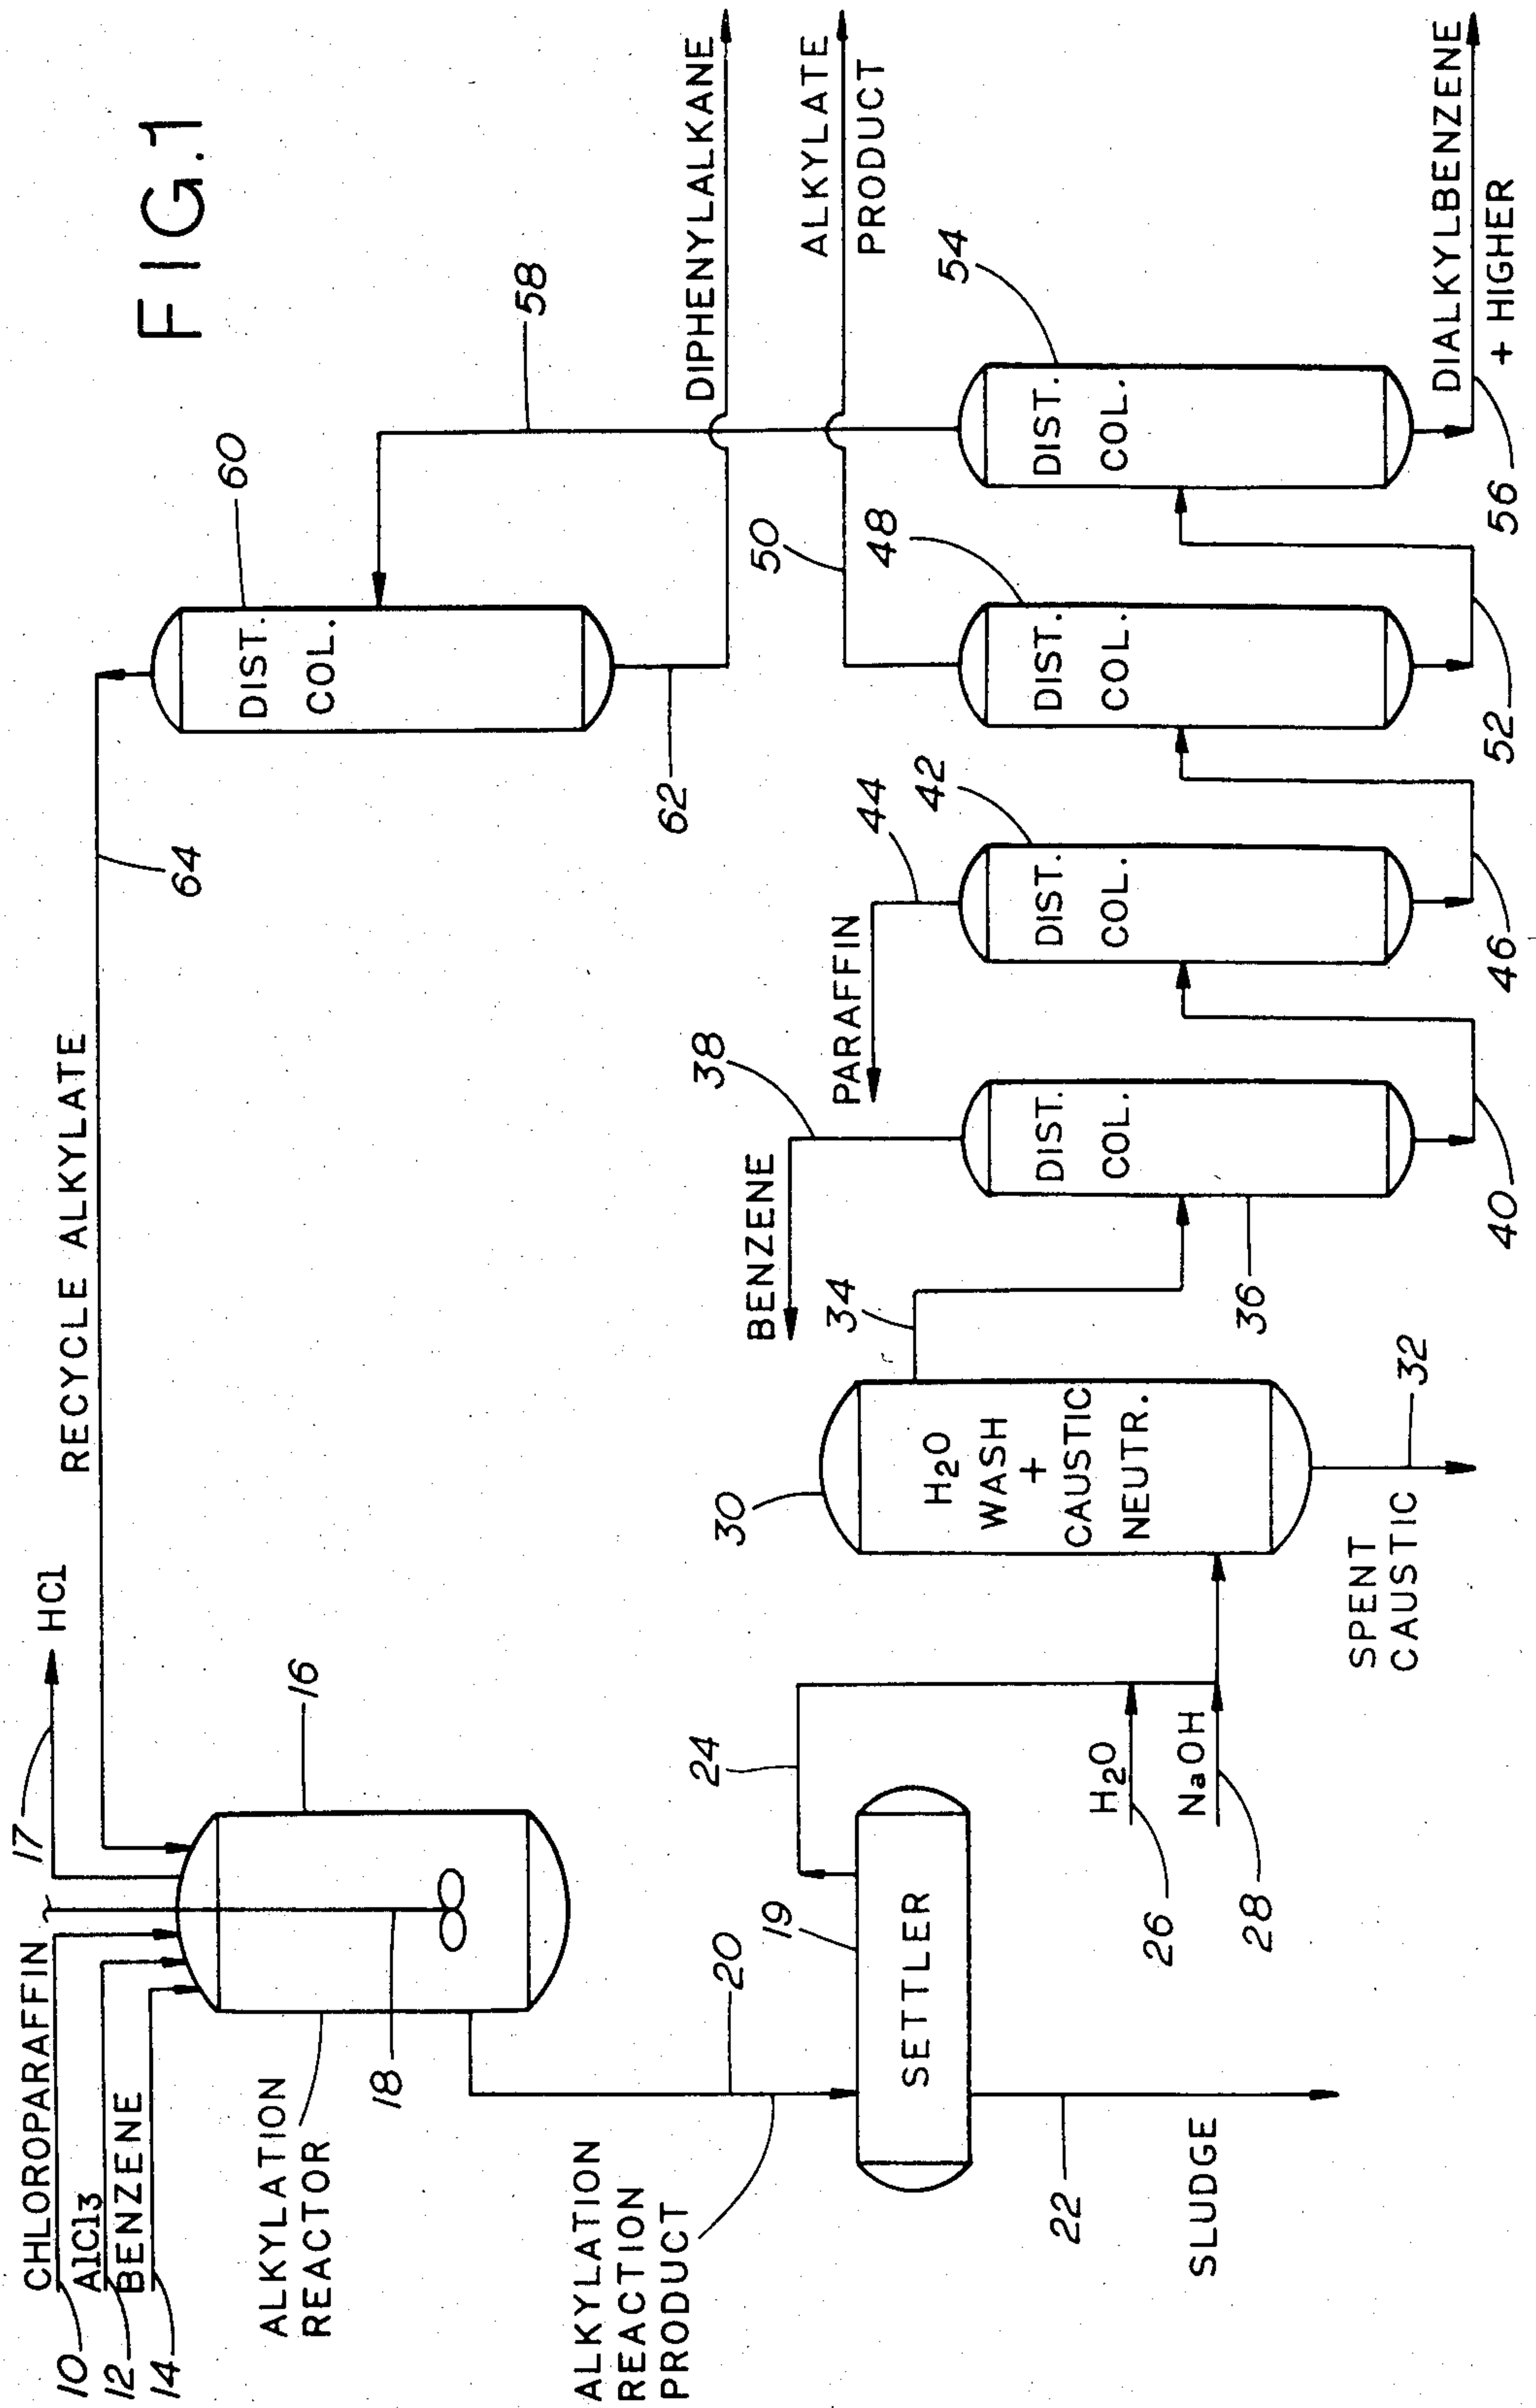 FIG.1
CHLOROPARAFFIN
10
AlCl3
12
BENZENE
14
17
HCl
RECYCLE ALKYLATE
64
ALKYLATION
REACTOR
16
18
DIST.
COL.
60
58
62
DIPHENYLALKANE
ALKYLATION
REACTION
PRODUCT
20
SETTLER
19
22
SLUDGE
24
H2O
26
NaOH
28
30
H2O
WASH
+
CAUSTIC
NEUTR.
SPENT
CAUSTIC
32
34
BENZENE
38
DIST.
COL.
36
40
PARAFFIN
44
42
DIST.
COL.
46
50
48
DIST.
COL.
52
ALKYLATE
PRODUCT
54
DIST.
COL.
56
DIALKYLBENZENE
+ HIGHER